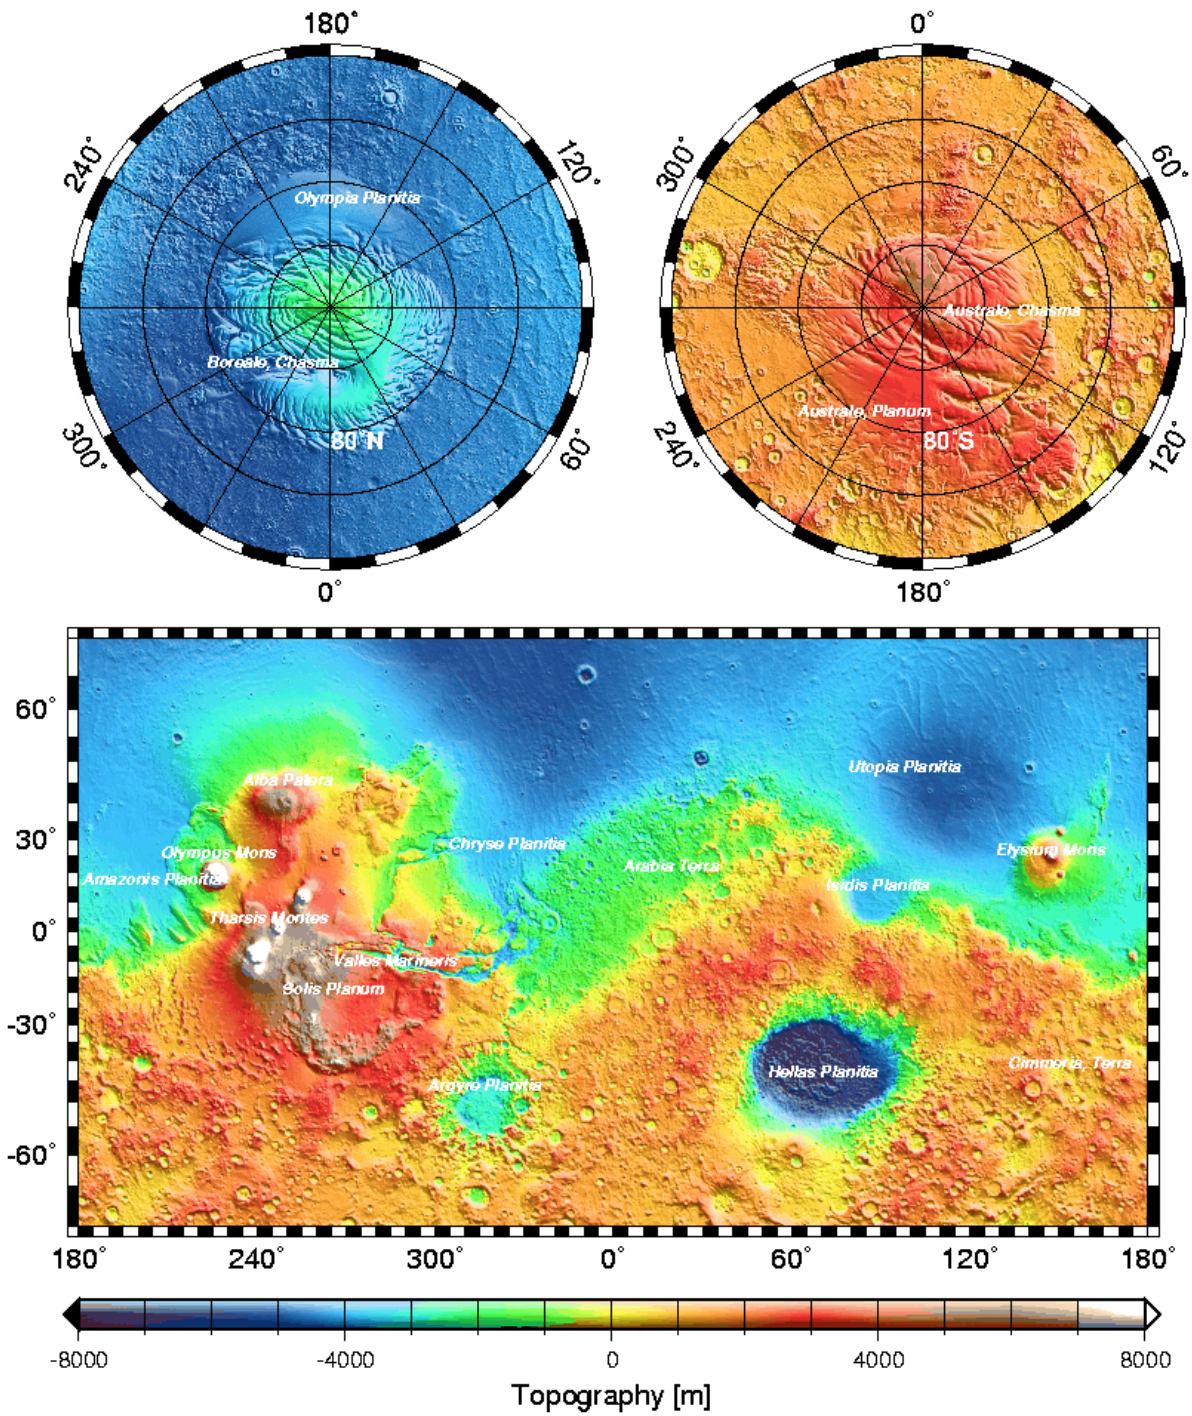 180°
0°
240°
120°
300°
60°
Olympia Planitia
Australe, Chasma
Boreale, Chasma
Australe, Planum
80°N
80°S
300°
60°
240°
120°
0°
180°
60°
Utopia Planitia
Alba Patera
30°
Chryse Planitia
Olympus Mons
Elysium Mons
Arabia Terra
Amazonis Planitia
Isidis Planitia
Tharsis Montes
0°
Valles Marineris
Solis Planum
-30°
Cimmeria, Terra
Hellas Planitia
Argyre Planitia
-60°
180°
240°
300°
0°
60°
120°
180°
-8000
-4000
0
4000
8000
Topography [m]